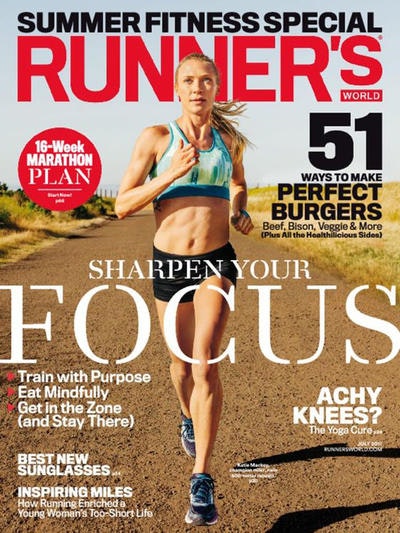 SUMMER FITNESS SPECIAL
RUNNER'S
WORLD
16-Week
MARATHON
PLAN
Start Now!
p66
51
WAYS TO MAKE
PERFECT
BURGERS
Beef, Bison, Veggie & More
(Plus All the Healthilicious Sides)
SHARPEN YOUR
FOCUS
Train with Purpose
Eat Mindfully
Get in the Zone
(and Stay There)
ACHY
KNEES?
The Yoga Cure
JULY
RUNNERSWORLD.COM
BEST NEW
SUNGLASSES
Katie Mackey,
INSPIRING MILES
How Running Enriched a
Young Woman's Too-Short Life